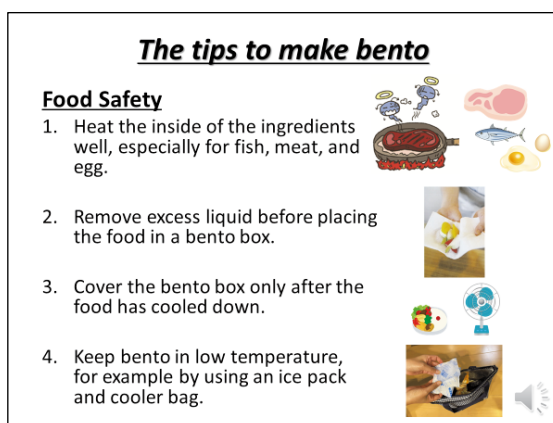 The tips to make bento
Food Safety
1. Heat the inside of the ingredients
well, especially for fish, meat, and
egg.
2. Remove excess liquid before placing
the food in a bento box.
3. Cover the bento box only after the
food has cooled down.
4. Keep bento in low temperature,
for example by using an ice pack
and cooler bag.